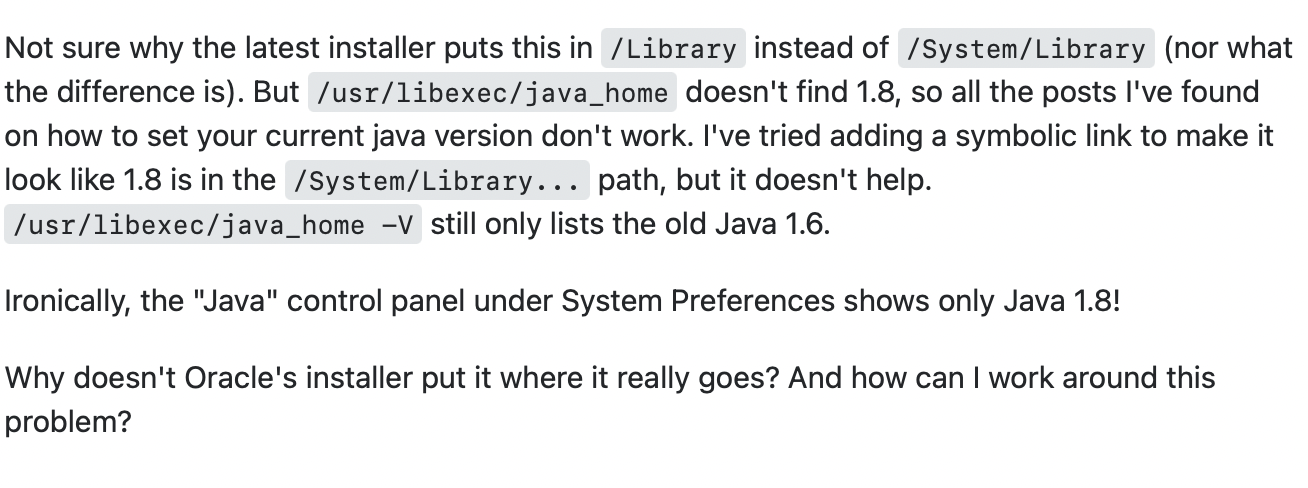 Not sure why the latest installer puts this in /Library instead of /System/Library (nor what
the difference is). But /usr/libexec/java_home doesn't find 1.8, so all the posts I've found
on how to set your current java version don't work. I've tried adding a symbolic link to make it
look like 1.8 is in the /System/Library... path, but it doesn't help.
/usr/libexec/java_home -V still only lists the old Java 1.6.
Ironically, the "Java" control panel under System Preferences shows only Java 1.8!
Why doesn't Oracle's installer put it where it really goes? And how can I work around this
problem?